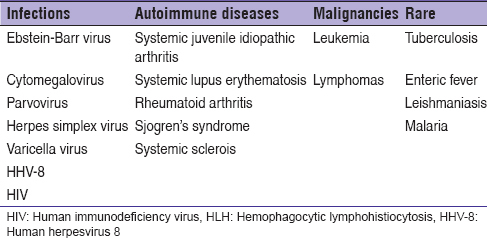 Infections Autoimmune diseases Malignancies Rare
Ebstein-Barr virus Systemic juvenile idiopathic arthritis Leukemia Tuberculosis
Cytomegalovirus Systemic lupus erythematosis Lymphomas Enteric fever
Parvovirus Rheumatoid arthritis Leishmaniasis
Herpes simplex virus Sjogren's syndrome Malaria
Varicella virus Systemic sclerois
HHV-8
HIV
HIV: Human immunodeficiency virus, HLH: Hemophagocytic lymphohistiocytosis, HHV-8:
Human herpesvirus 8